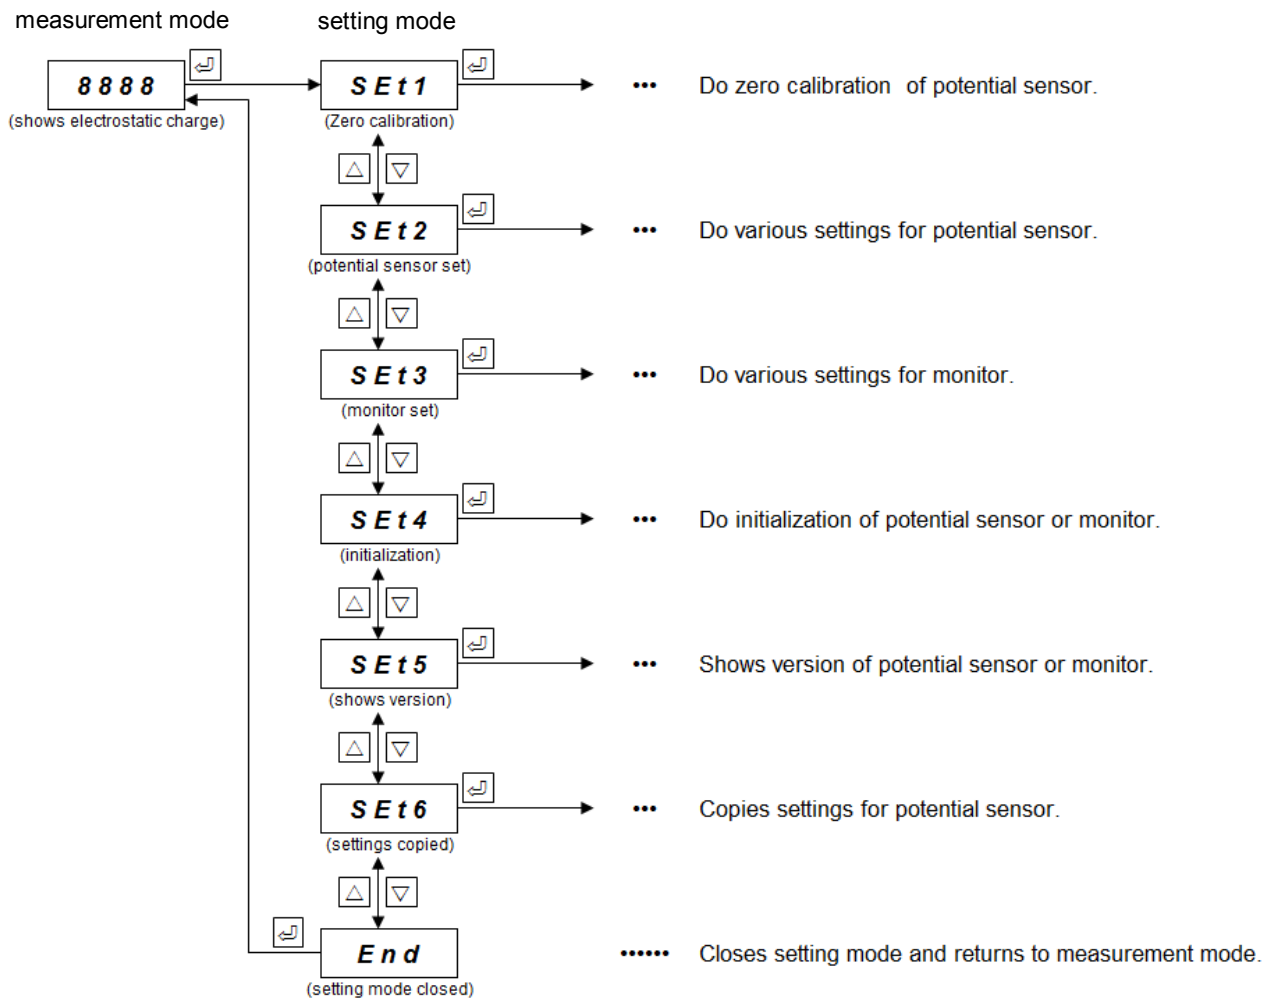 measurement mode setting mode
8888 SEt1 ••• Do zero calibration of potential sensor.
(shows electrostatic charge) (Zero calibration)
SEt2 ••• Do various settings for potential sensor.
(potential sensor set)
SEt3 ••• Do various settings for monitor.
(monitor set)
SEt4 ••• Do initialization of potential sensor or monitor.
(initialization)
SEt5 ••• Shows version of potential sensor or monitor.
(shows version)
SEt6 ••• Copies settings for potential sensor.
(settings copied)
End •••••• Closes setting mode and returns to measurement mode.
(setting mode closed)